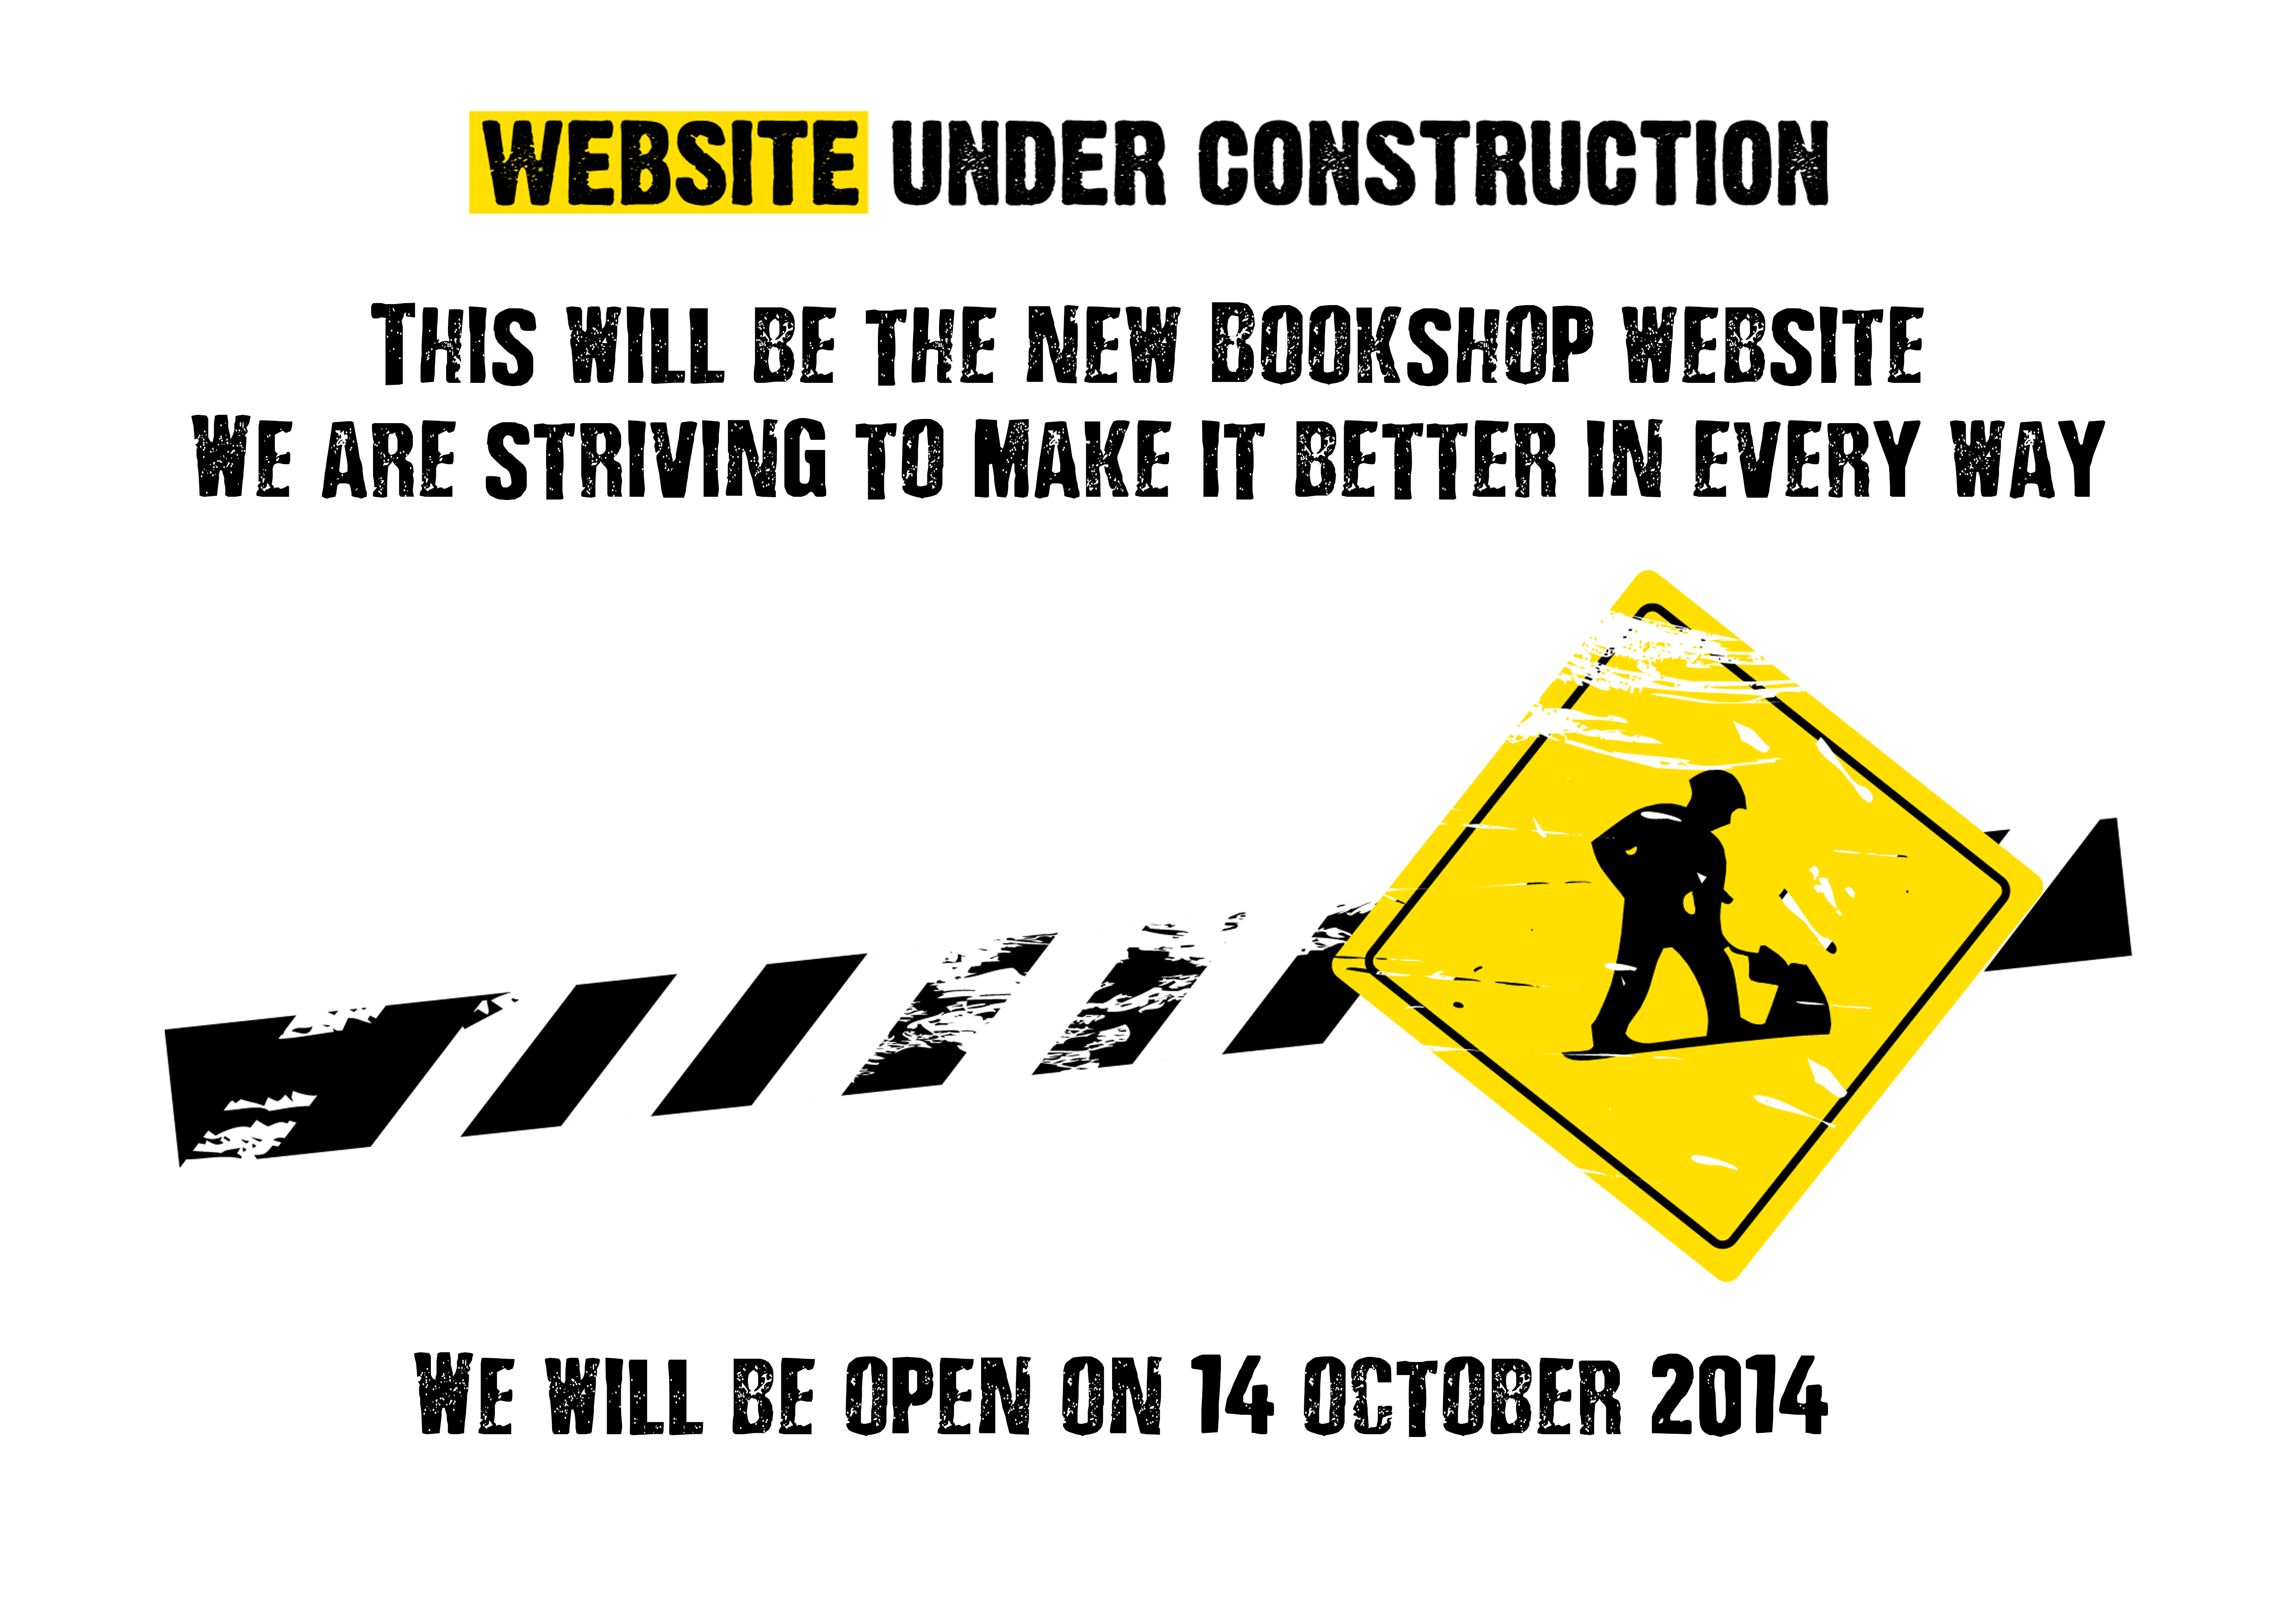 WEBSITE UNDER CONSTRUCTION
THIS WILL BE THE NEW BOOKSHOP WEBSITE
WE ARE STRIVING TO MAKE IT BETTER IN EVERY WAY
WE WILL BE OPEN ON 14 OCTOBER 2014